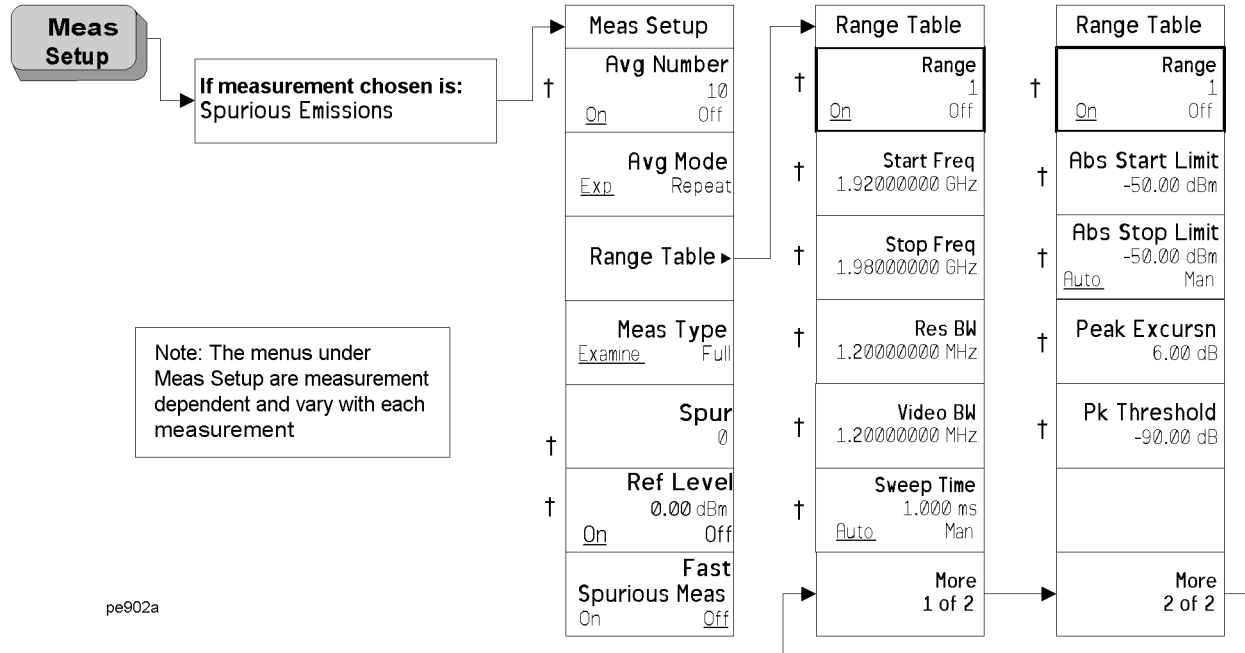 Meas
Setup
If measurement chosen is:
Spurious Emissions
Note: The menus under
Meas Setup are measurement
dependent and vary with each
measurement
pe902a
Meas Setup
†
Avg Number
10
On Off
Avg Mode
Exp Repeat
Range Table
Meas Type
Examine Full
†
Spur
0
†
Ref Level
0.00 dBm
On Off
Fast
Spurious Meas
On Off
Range Table
†
Range
1
On Off
†
Start Freq
1.92000000 GHz
†
Stop Freq
1.98000000 GHz
†
Res BW
1.20000000 MHz
†
Video BW
1.20000000 MHz
†
Sweep Time
1.000 ms
Auto Man
More
1 of 2
Range Table
†
Range
1
On Off
†
Abs Start Limit
-50.00 dBm
†
Abs Stop Limit
-50.00 dBm
Auto Man
†
Peak Excursn
6.00 dB
†
Pk Threshold
-90.00 dB
More
2 of 2